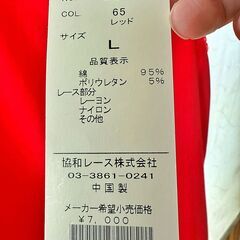 COL. 65
レッド
サイズ
L
品質表示
綿 95%
ポリウレタン 5%
レース部分
レーヨン
ナイロン
その他
協和レース株式会社
03-3861-0241
中国製
メーカー希望小売価格
¥7,000